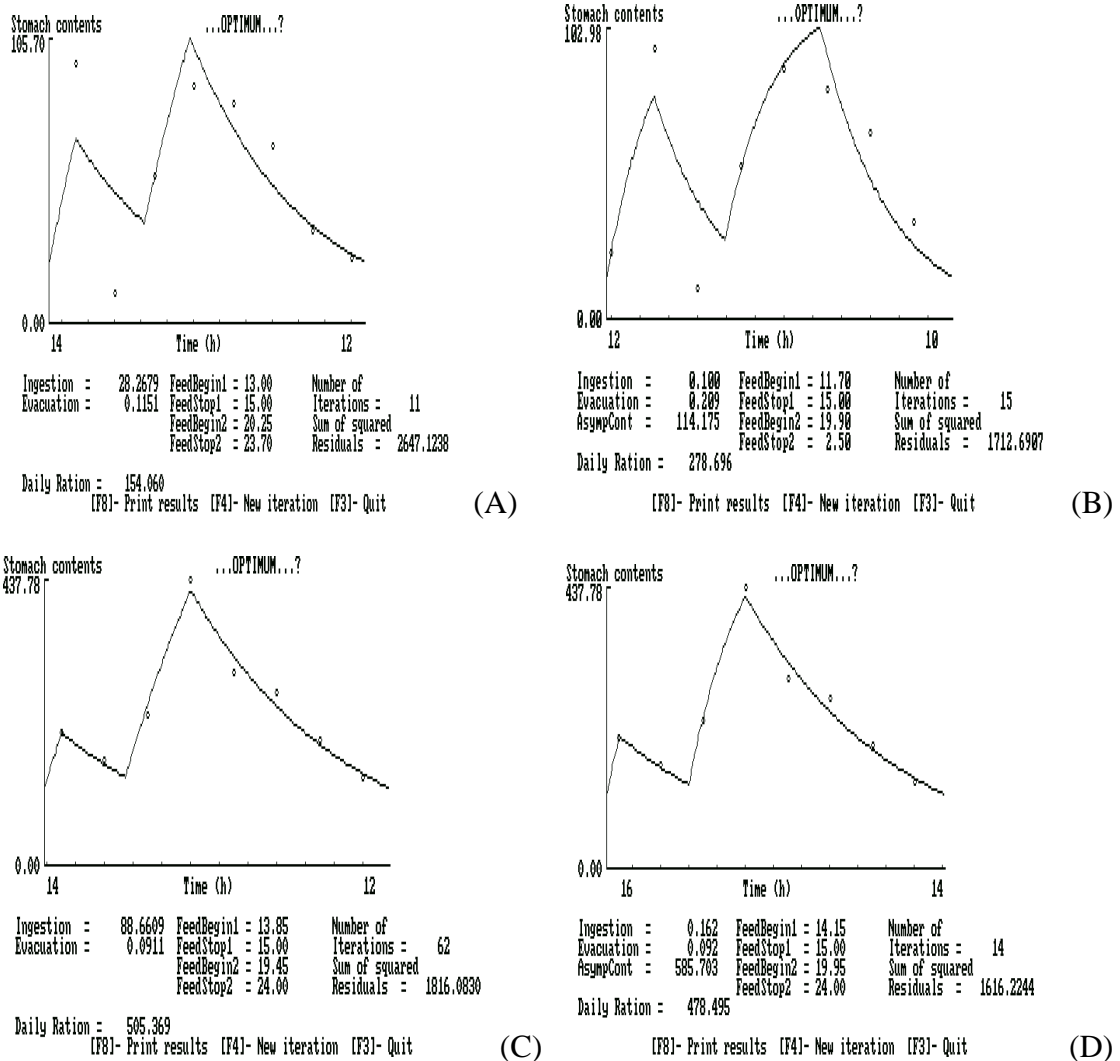 Stomach contents ...OPTIMUM...?
105.70
0.00
14 Time (h) 12
Ingestion = 28.2679 FeedBegin1 = 13.00 Number of
Evacuation = 0.1151 FeedStop1 = 15.00 Iterations = 11
FeedBegin2 = 20.25 Sum of squared
FeedStop2 = 23.70 Residuals = 2647.1238
Daily Ration = 154.060
[F8]- Print results [F4]- New iteration [F3]- Quit
(A)
Stomach contents ...OPTIMUM...?
102.98
0.00
12 Time (h) 10
Ingestion = 0.100 FeedBegin1 = 11.70 Number of
Evacuation = 0.209 FeedStop1 = 15.00 Iterations = 15
AsympCont = 114.175 FeedBegin2 = 19.90 Sum of squared
FeedStop2 = 2.50 Residuals = 1712.6907
Daily Ration = 278.696
[F8]- Print results [F4]- New iteration [F3]- Quit
(B)
Stomach contents ...OPTIMUM...?
437.78
0.00
14 Time (h) 12
Ingestion = 88.6609 FeedBegin1 = 13.85 Number of
Evacuation = 0.0911 FeedStop1 = 15.00 Iterations = 62
FeedBegin2 = 19.45 Sum of squared
FeedStop2 = 24.00 Residuals = 1816.0830
Daily Ration = 505.369
[F8]- Print results [F4]- New iteration [F3]- Quit
(C)
Stomach contents ...OPTIMUM...?
437.78
0.00
16 Time (h) 14
Ingestion = 0.162 FeedBegin1 = 14.15 Number of
Evacuation = 0.092 FeedStop1 = 15.00 Iterations = 14
AsympCont = 585.703 FeedBegin2 = 19.95 Sum of squared
FeedStop2 = 24.00 Residuals = 1616.2244
Daily Ration = 478.495
[F8]- Print results [F4]- New iteration [F3]- Quit
(D)